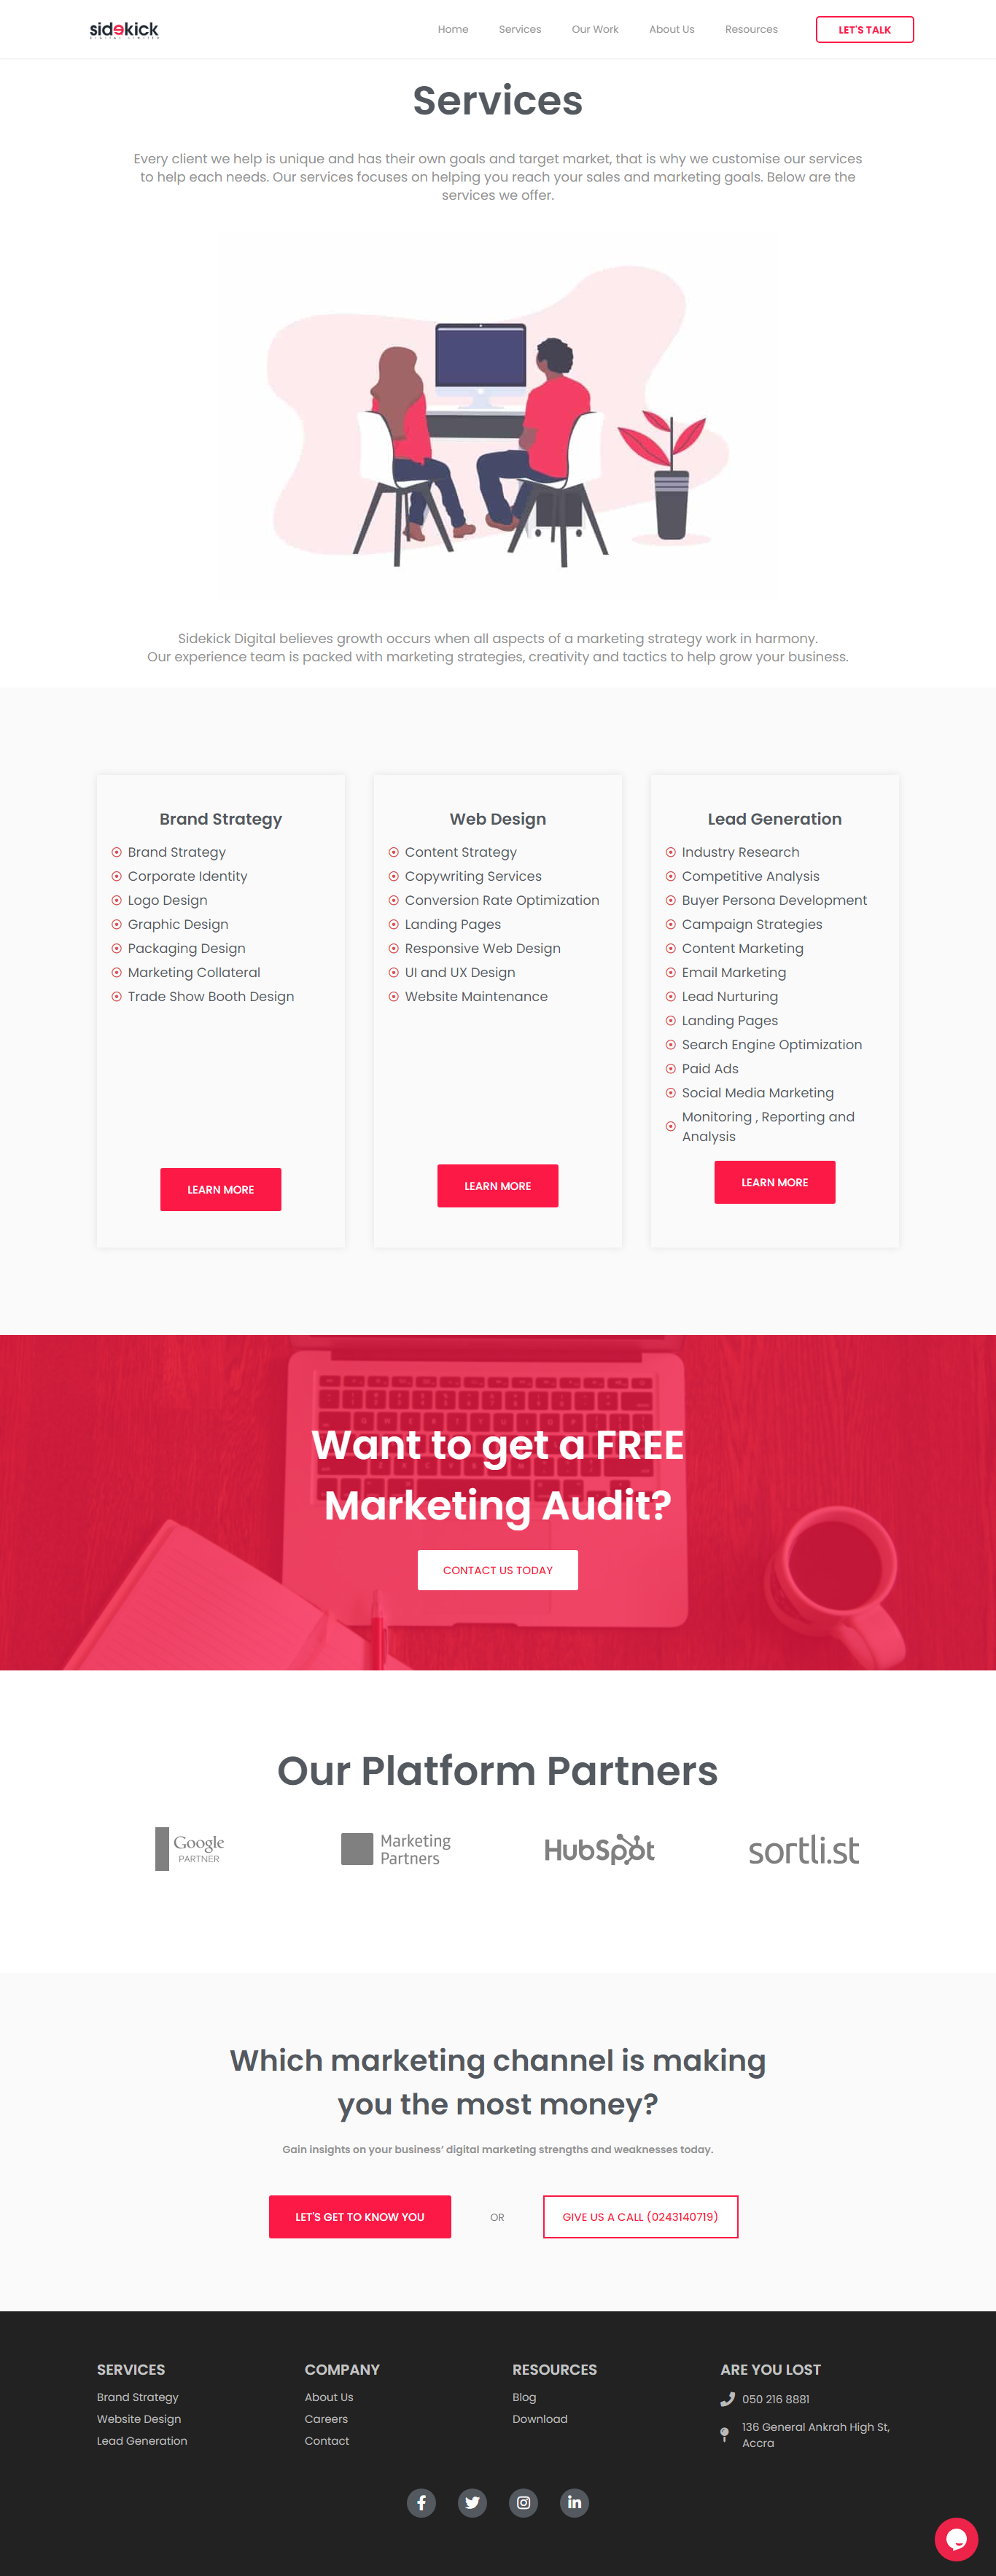 sidekick
DIGITAL LIMITED
Home
Services
Our Work
About Us
Resources
LET'S TALK
Services
Every client we help is unique and has their own goals and target market, that is why we customise our services
to help each needs. Our services focuses on helping you reach your sales and marketing goals. Below are the
services we offer.
Sidekick Digital believes growth occurs when all aspects of a marketing strategy work in harmony.
Our experience team is packed with marketing strategies, creativity and tactics to help grow your business.
Brand Strategy
Brand Strategy
Corporate Identity
Logo Design
Graphic Design
Packaging Design
Marketing Collateral
Trade Show Booth Design
LEARN MORE
Web Design
Content Strategy
Copywriting Services
Conversion Rate Optimization
Landing Pages
Responsive Web Design
UI and UX Design
Website Maintenance
LEARN MORE
Lead Generation
Industry Research
Competitive Analysis
Buyer Persona Development
Campaign Strategies
Content Marketing
Email Marketing
Lead Nurturing
Landing Pages
Search Engine Optimization
Paid Ads
Social Media Marketing
Monitoring , Reporting and
Analysis
LEARN MORE
Want to get a FREE
Marketing Audit?
CONTACT US TODAY
Our Platform Partners
Google
PARTNER
Marketing
Partners
HubSpot
sortli.st
Which marketing channel is making
you the most money?
Gain insights on your business' digital marketing strengths and weaknesses today.
LET'S GET TO KNOW YOU
OR
GIVE US A CALL (0243140719)
SERVICES
Brand Strategy
Website Design
Lead Generation
COMPANY
About Us
Careers
Contact
RESOURCES
Blog
Download
ARE YOU LOST
050 216 8881
136 General Ankrah High St,
Accra